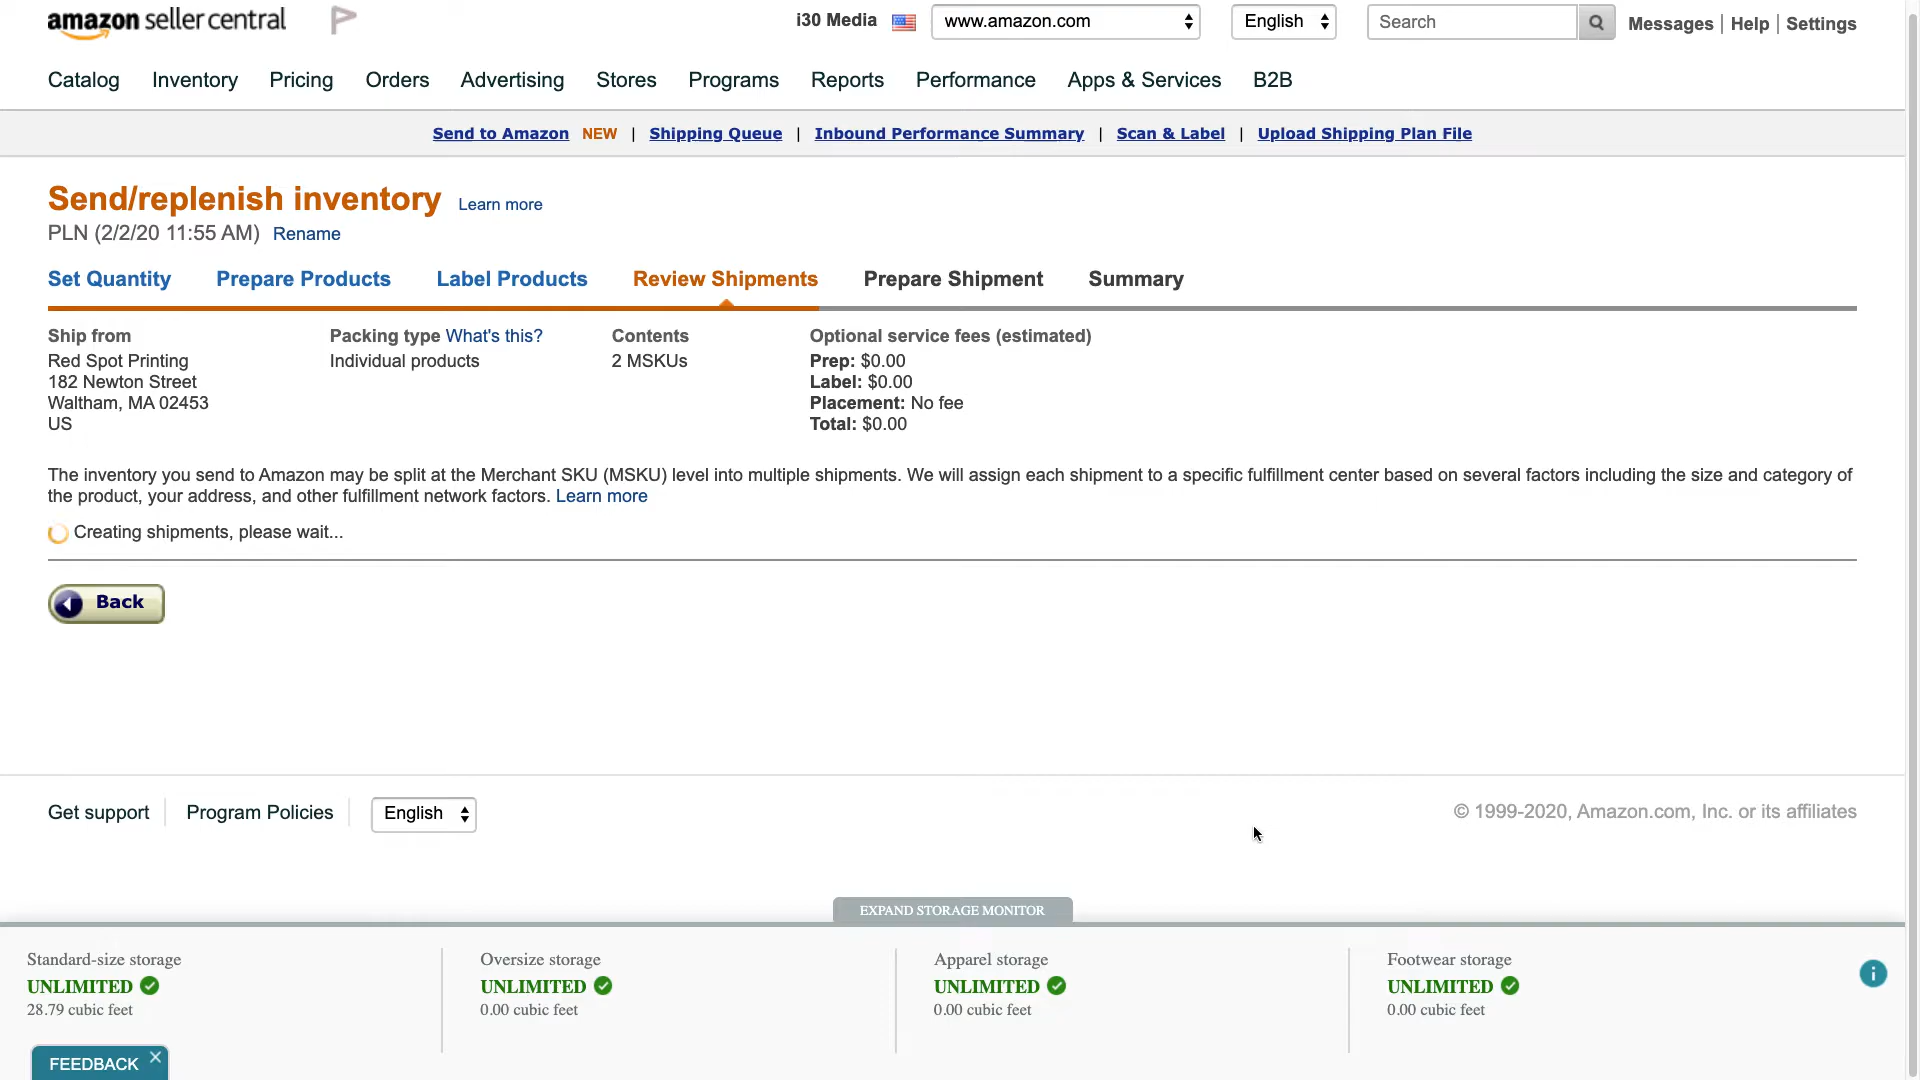 amazon seller central
i30 Media
www.amazon.com
English
Search
Messages | Help | Settings
Catalog Inventory Pricing Orders Advertising Stores Programs Reports Performance Apps & Services B2B
Send to Amazon NEW | Shipping Queue | Inbound Performance Summary | Scan & Label | Upload Shipping Plan File
Send/replenish inventory Learn more
PLN (2/2/20 11:55 AM) Rename
Set Quantity Prepare Products Label Products Review Shipments Prepare Shipment Summary
Ship from
Red Spot Printing
182 Newton Street
Waltham, MA 02453
US
Packing type What's this?
Individual products
Contents
2 MSKUs
Optional service fees (estimated)
Prep: $0.00
Label: $0.00
Placement: No fee
Total: $0.00
The inventory you send to Amazon may be split at the Merchant SKU (MSKU) level into multiple shipments. We will assign each shipment to a specific fulfillment center based on several factors including the size and category of
the product, your address, and other fulfillment network factors. Learn more
Creating shipments, please wait...
Back
Get support
Program Policies
English
© 1999-2020, Amazon.com, Inc. or its affiliates
EXPAND STORAGE MONITOR
Standard-size storage
UNLIMITED
28.79 cubic feet
Oversize storage
UNLIMITED
0.00 cubic feet
Apparel storage
UNLIMITED
0.00 cubic feet
Footwear storage
UNLIMITED
0.00 cubic feet
FEEDBACK